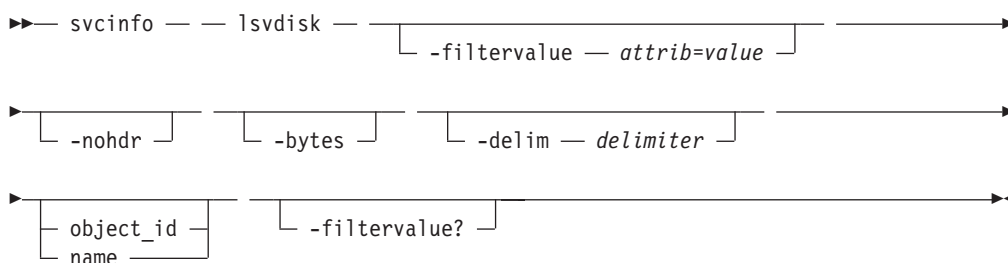 svcinfo lsvdisk
-filtervalue attrib=value
-nohdr -bytes -delim delimiter
object_id -filtervalue?
name